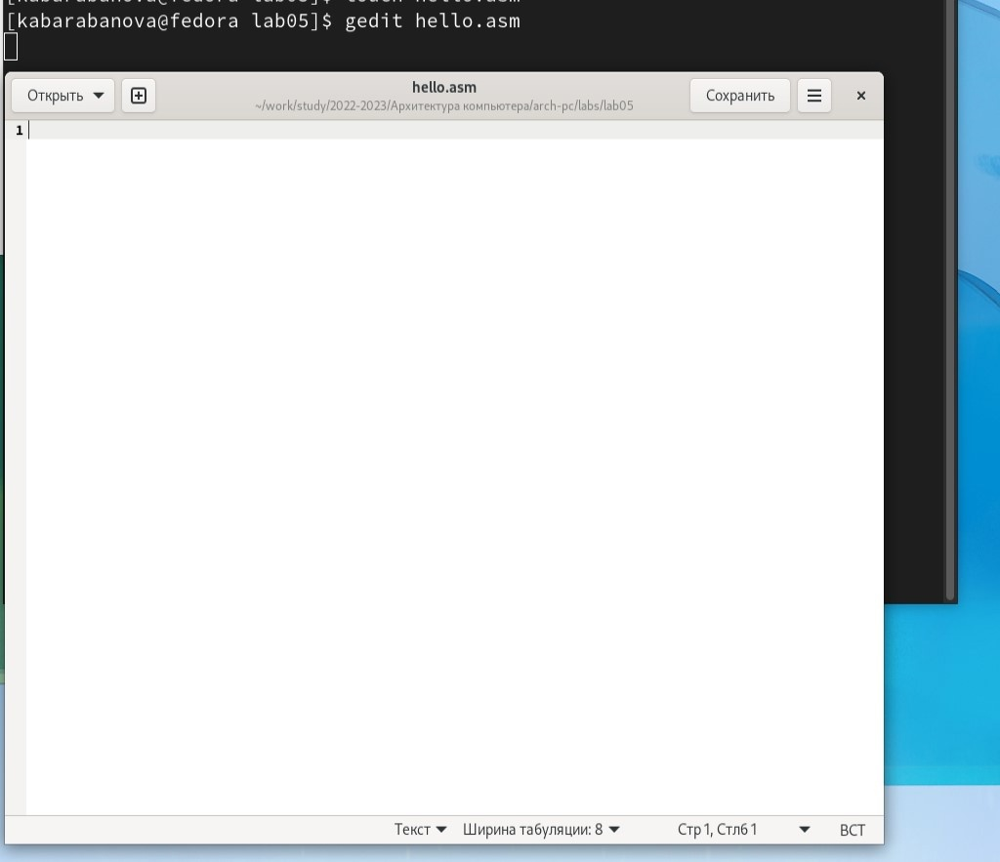 [kabarabanova@fedora lab05]$ touch hello.asm
[kabarabanova@fedora lab05]$ gedit hello.asm
Открыть
hello.asm
~/work/study/2022-2023/Архитектура компьютера/arch-pc/labs/lab05
Сохранить
1
Текст Ширина табуляции: 8 Стр 1, Стлб 1 ВСТ